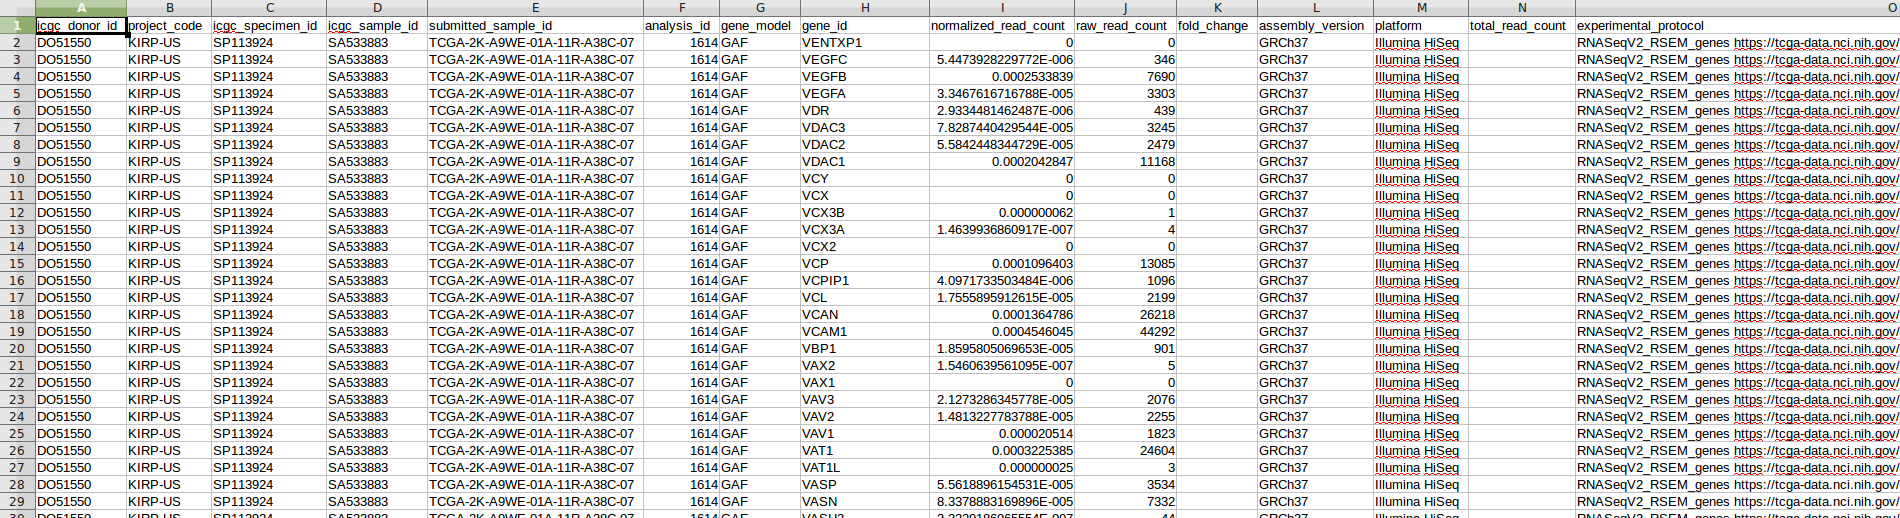 A B C D E F G H I J K L M N O
1 icgc_donor_id project_code icgc_specimen_id icgc_sample_id submitted_sample_id analysis_id gene_model gene_id normalized_read_count raw_read_count fold_change assembly_version platform total_read_count experimental_protocol
2 DO51550 KIRP-US SP113924 SA533883 TCGA-2K-A9WE-01A-11R-A38C-07 1614 GAF VENTXP1 0 0 GRCh37 Illumina HiSeq RNASeqV2_RSEM_genes https://tcga-data.nci.nih.gov/
3 DO51550 KIRP-US SP113924 SA533883 TCGA-2K-A9WE-01A-11R-A38C-07 1614 GAF VEGFC 5.4473928229772E-006 346 GRCh37 Illumina HiSeq RNASeqV2_RSEM_genes https://tcga-data.nci.nih.gov/
4 DO51550 KIRP-US SP113924 SA533883 TCGA-2K-A9WE-01A-11R-A38C-07 1614 GAF VEGFB 0.0002533839 7690 GRCh37 Illumina HiSeq RNASeqV2_RSEM_genes https://tcga-data.nci.nih.gov/
5 DO51550 KIRP-US SP113924 SA533883 TCGA-2K-A9WE-01A-11R-A38C-07 1614 GAF VEGFA 3.3467616716788E-005 3303 GRCh37 Illumina HiSeq RNASeqV2_RSEM_genes https://tcga-data.nci.nih.gov/
6 DO51550 KIRP-US SP113924 SA533883 TCGA-2K-A9WE-01A-11R-A38C-07 1614 GAF VDR 2.9334481462487E-006 439 GRCh37 Illumina HiSeq RNASeqV2_RSEM_genes https://tcga-data.nci.nih.gov/
7 DO51550 KIRP-US SP113924 SA533883 TCGA-2K-A9WE-01A-11R-A38C-07 1614 GAF VDAC3 7.8287440429544E-005 3245 GRCh37 Illumina HiSeq RNASeqV2_RSEM_genes https://tcga-data.nci.nih.gov/
8 DO51550 KIRP-US SP113924 SA533883 TCGA-2K-A9WE-01A-11R-A38C-07 1614 GAF VDAC2 5.5842448344729E-005 2479 GRCh37 Illumina HiSeq RNASeqV2_RSEM_genes https://tcga-data.nci.nih.gov/
9 DO51550 KIRP-US SP113924 SA533883 TCGA-2K-A9WE-01A-11R-A38C-07 1614 GAF VDAC1 0.0002042847 11168 GRCh37 Illumina HiSeq RNASeqV2_RSEM_genes https://tcga-data.nci.nih.gov/
10 DO51550 KIRP-US SP113924 SA533883 TCGA-2K-A9WE-01A-11R-A38C-07 1614 GAF VCY 0 0 GRCh37 Illumina HiSeq RNASeqV2_RSEM_genes https://tcga-data.nci.nih.gov/
11 DO51550 KIRP-US SP113924 SA533883 TCGA-2K-A9WE-01A-11R-A38C-07 1614 GAF VCX 0 0 GRCh37 Illumina HiSeq RNASeqV2_RSEM_genes https://tcga-data.nci.nih.gov/
12 DO51550 KIRP-US SP113924 SA533883 TCGA-2K-A9WE-01A-11R-A38C-07 1614 GAF VCX3B 0.000000062 1 GRCh37 Illumina HiSeq RNASeqV2_RSEM_genes https://tcga-data.nci.nih.gov/
13 DO51550 KIRP-US SP113924 SA533883 TCGA-2K-A9WE-01A-11R-A38C-07 1614 GAF VCX3A 1.4639936860917E-007 4 GRCh37 Illumina HiSeq RNASeqV2_RSEM_genes https://tcga-data.nci.nih.gov/
14 DO51550 KIRP-US SP113924 SA533883 TCGA-2K-A9WE-01A-11R-A38C-07 1614 GAF VCX2 0 0 GRCh37 Illumina HiSeq RNASeqV2_RSEM_genes https://tcga-data.nci.nih.gov/
15 DO51550 KIRP-US SP113924 SA533883 TCGA-2K-A9WE-01A-11R-A38C-07 1614 GAF VCP 0.0001096403 13085 GRCh37 Illumina HiSeq RNASeqV2_RSEM_genes https://tcga-data.nci.nih.gov/
16 DO51550 KIRP-US SP113924 SA533883 TCGA-2K-A9WE-01A-11R-A38C-07 1614 GAF VCPIP1 4.0971733503484E-006 1096 GRCh37 Illumina HiSeq RNASeqV2_RSEM_genes https://tcga-data.nci.nih.gov/
17 DO51550 KIRP-US SP113924 SA533883 TCGA-2K-A9WE-01A-11R-A38C-07 1614 GAF VCL 1.7555895912615E-005 2199 GRCh37 Illumina HiSeq RNASeqV2_RSEM_genes https://tcga-data.nci.nih.gov/
18 DO51550 KIRP-US SP113924 SA533883 TCGA-2K-A9WE-01A-11R-A38C-07 1614 GAF VCAN 0.0001364786 26218 GRCh37 Illumina HiSeq RNASeqV2_RSEM_genes https://tcga-data.nci.nih.gov/
19 DO51550 KIRP-US SP113924 SA533883 TCGA-2K-A9WE-01A-11R-A38C-07 1614 GAF VCAM1 0.0004546045 44292 GRCh37 Illumina HiSeq RNASeqV2_RSEM_genes https://tcga-data.nci.nih.gov/
20 DO51550 KIRP-US SP113924 SA533883 TCGA-2K-A9WE-01A-11R-A38C-07 1614 GAF VBP1 1.8595805069653E-005 901 GRCh37 Illumina HiSeq RNASeqV2_RSEM_genes https://tcga-data.nci.nih.gov/
21 DO51550 KIRP-US SP113924 SA533883 TCGA-2K-A9WE-01A-11R-A38C-07 1614 GAF VAX2 1.5460639561095E-007 5 GRCh37 Illumina HiSeq RNASeqV2_RSEM_genes https://tcga-data.nci.nih.gov/
22 DO51550 KIRP-US SP113924 SA533883 TCGA-2K-A9WE-01A-11R-A38C-07 1614 GAF VAX1 0 0 GRCh37 Illumina HiSeq RNASeqV2_RSEM_genes https://tcga-data.nci.nih.gov/
23 DO51550 KIRP-US SP113924 SA533883 TCGA-2K-A9WE-01A-11R-A38C-07 1614 GAF VAV3 2.1273286345778E-005 2076 GRCh37 Illumina HiSeq RNASeqV2_RSEM_genes https://tcga-data.nci.nih.gov/
24 DO51550 KIRP-US SP113924 SA533883 TCGA-2K-A9WE-01A-11R-A38C-07 1614 GAF VAV2 1.4813227783788E-005 2255 GRCh37 Illumina HiSeq RNASeqV2_RSEM_genes https://tcga-data.nci.nih.gov/
25 DO51550 KIRP-US SP113924 SA533883 TCGA-2K-A9WE-01A-11R-A38C-07 1614 GAF VAV1 0.000020514 1823 GRCh37 Illumina HiSeq RNASeqV2_RSEM_genes https://tcga-data.nci.nih.gov/
26 DO51550 KIRP-US SP113924 SA533883 TCGA-2K-A9WE-01A-11R-A38C-07 1614 GAF VAT1 0.0003225385 24604 GRCh37 Illumina HiSeq RNASeqV2_RSEM_genes https://tcga-data.nci.nih.gov/
27 DO51550 KIRP-US SP113924 SA533883 TCGA-2K-A9WE-01A-11R-A38C-07 1614 GAF VAT1L 0.000000025 3 GRCh37 Illumina HiSeq RNASeqV2_RSEM_genes https://tcga-data.nci.nih.gov/
28 DO51550 KIRP-US SP113924 SA533883 TCGA-2K-A9WE-01A-11R-A38C-07 1614 GAF VASP 5.5618896154531E-005 3534 GRCh37 Illumina HiSeq RNASeqV2_RSEM_genes https://tcga-data.nci.nih.gov/
29 DO51550 KIRP-US SP113924 SA533883 TCGA-2K-A9WE-01A-11R-A38C-07 1614 GAF VASN 8.3378883169896E-005 7332 GRCh37 Illumina HiSeq RNASeqV2_RSEM_genes https://tcga-data.nci.nih.gov/